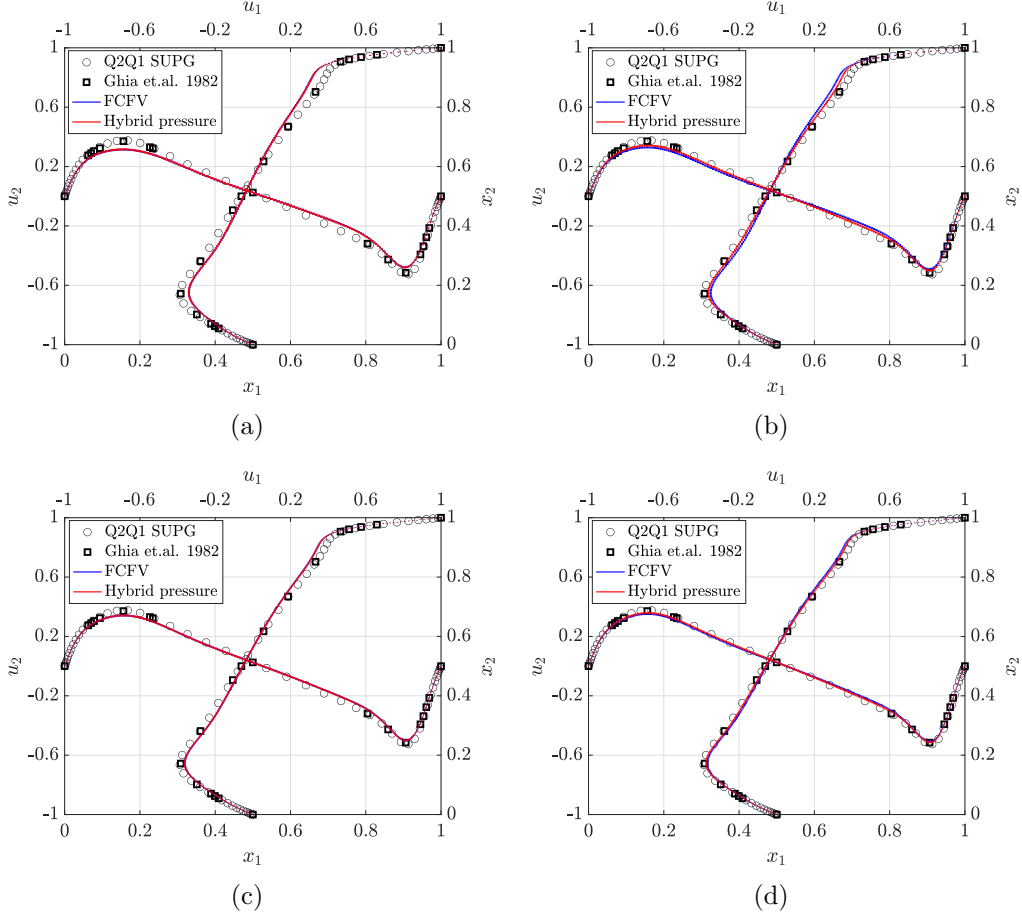 u₁
-1 -0.6 -0.2 0.2 0.6 1
1 0.6 0.2 -0.2 -0.6 -1
u₂
Q2Q1 SUPG
Ghia et.al. 1982
FCFV
Hybrid pressure
1 0.8 0.6 0.4 0.2 0
x₂
0 0.2 0.4 0.6 0.8 1
x₁
(a)
u₁
-1 -0.6 -0.2 0.2 0.6 1
1 0.6 0.2 -0.2 -0.6 -1
u₂
Q2Q1 SUPG
Ghia et.al. 1982
FCFV
Hybrid pressure
1 0.8 0.6 0.4 0.2 0
x₂
0 0.2 0.4 0.6 0.8 1
x₁
(b)
u₁
-1 -0.6 -0.2 0.2 0.6 1
1 0.6 0.2 -0.2 -0.6 -1
u₂
Q2Q1 SUPG
Ghia et.al. 1982
FCFV
Hybrid pressure
1 0.8 0.6 0.4 0.2 0
x₂
0 0.2 0.4 0.6 0.8 1
x₁
(c)
u₁
-1 -0.6 -0.2 0.2 0.6 1
1 0.6 0.2 -0.2 -0.6 -1
u₂
Q2Q1 SUPG
Ghia et.al. 1982
FCFV
Hybrid pressure
1 0.8 0.6 0.4 0.2 0
x₂
0 0.2 0.4 0.6 0.8 1
x₁
(d)